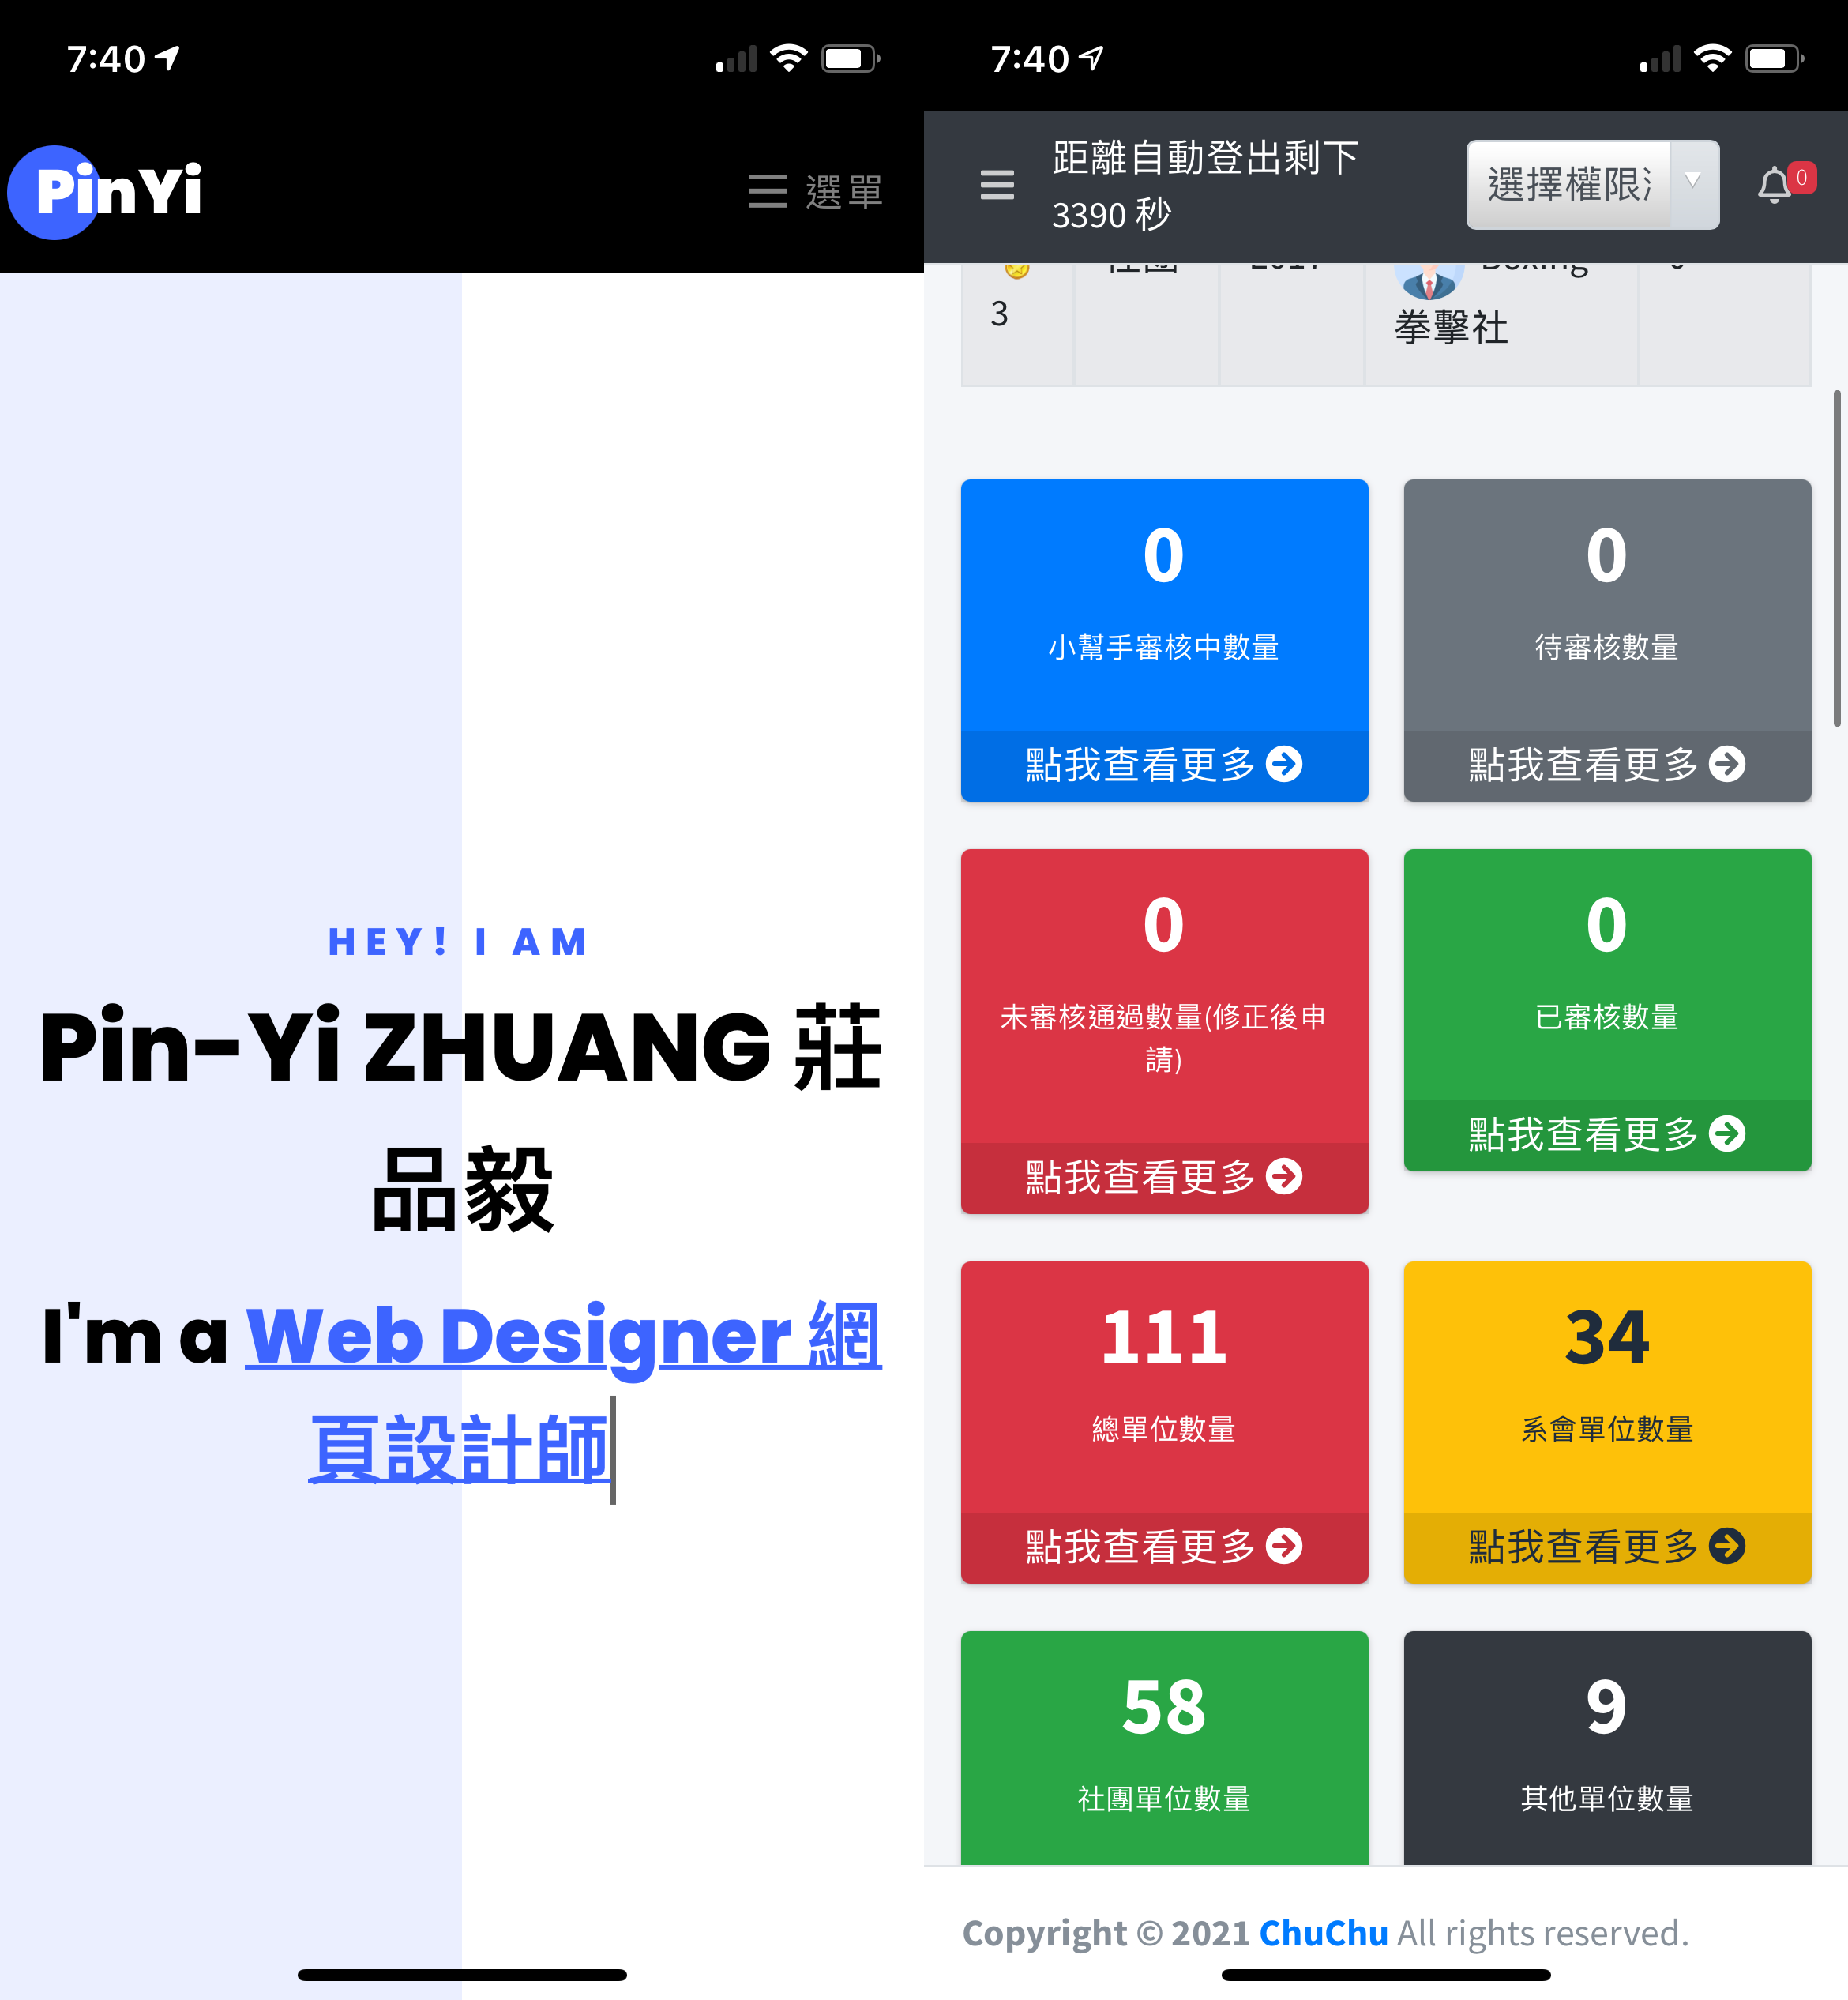 7:40
PinYi
選單
HEY! I AM
Pin-Yi ZHUANG 莊
品毅
I'm a Web Designer 網
頁設計師
7:40
距離自動登出剩下
3390 秒
選擇權限
0
3
拳擊社
0
小幫手審核中數量
點我查看更多
0
待審核數量
點我查看更多
0
未審核通過數量(修正後申
請)
點我查看更多
0
已審核數量
點我查看更多
111
總單位數量
點我查看更多
34
系會單位數量
點我查看更多
58
社團單位數量
9
其他單位數量
Copyright © 2021 ChuChu All rights reserved.